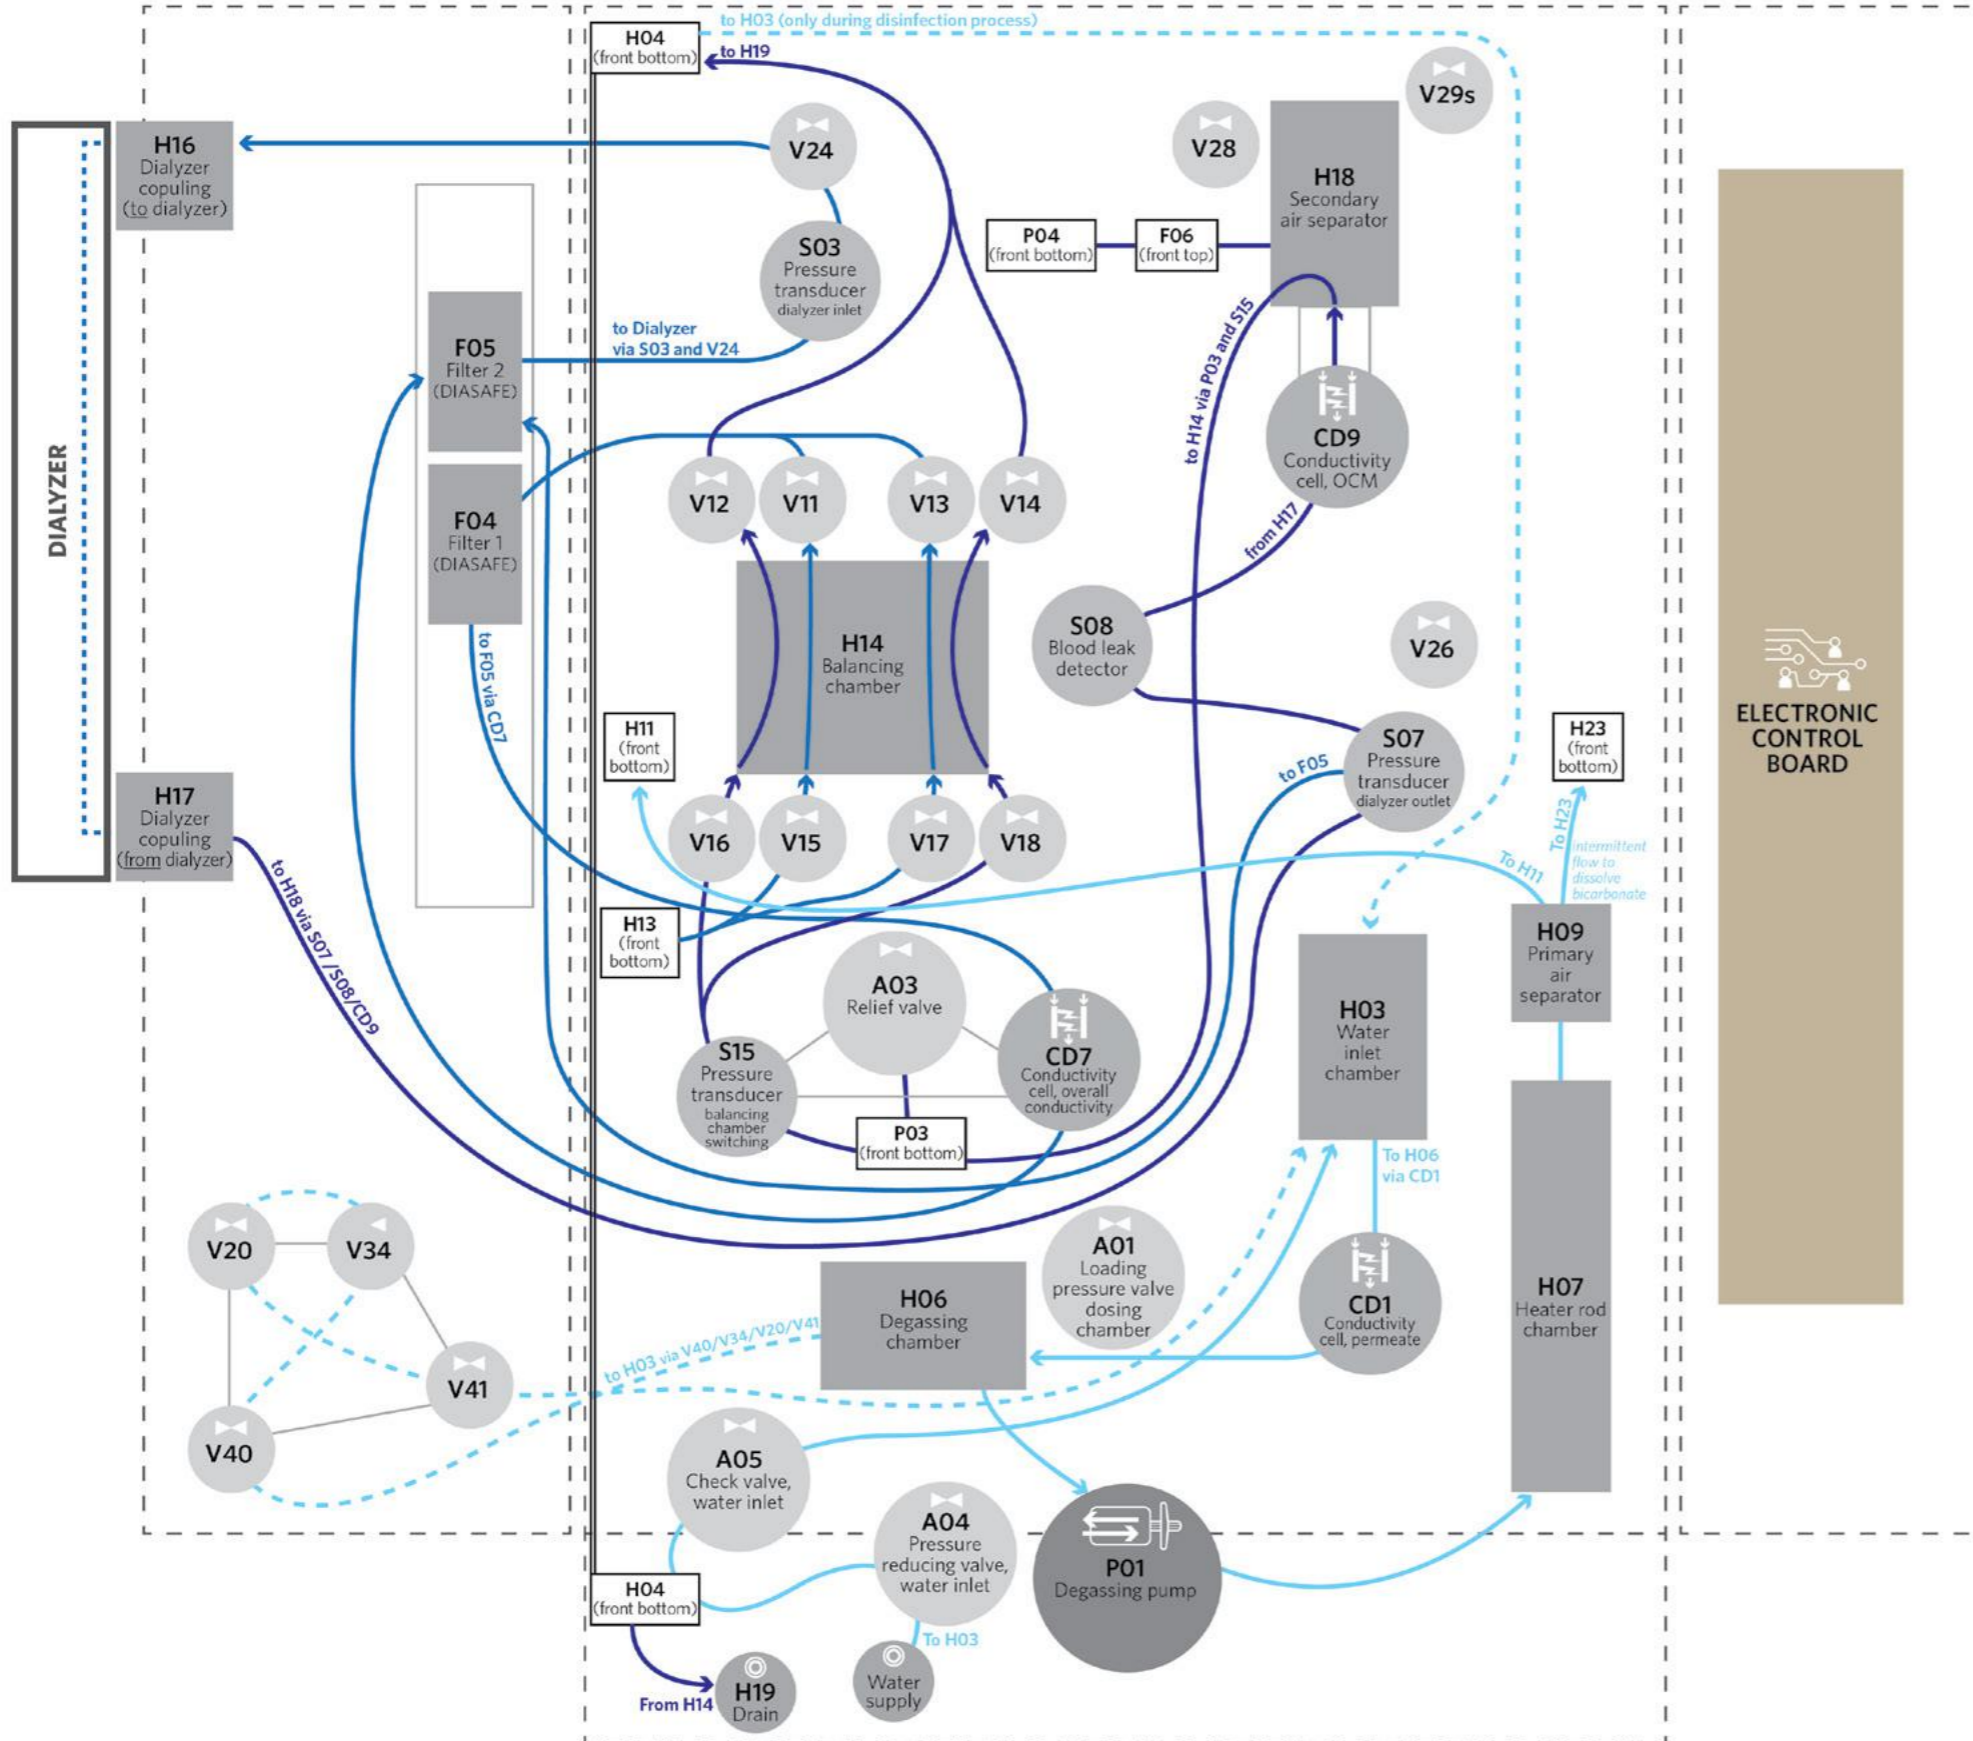 to H03 (only during disinfection process)
H04
(front bottom)
to H19
V29s
V28
V24
H16
Dialyzer
copuling
(to dialyzer)
H18
Secondary
air separator
S03
Pressure
transducer
dialyzer inlet
P04
(front bottom)
F06
(front top)
to Dialyzer
via S03 and V24
F05
Filter 2
(DIASAFE)
to H14 via P03 and S15
CD9
Conductivity
cell, OCM
DIALYZER
F04
Filter 1
(DIASAFE)
V12
V11
V13
V14
from H17
H14
Balancing
chamber
S08
Blood leak
detector
V26
to F05 via CD7
H11
(front
bottom)
S07
Pressure
transducer
dialyzer outlet
to F05
H23
(front
bottom)
ELECTRONIC
CONTROL
BOARD
H17
Dialyzer
copuling
(from dialyzer)
V16
V15
V17
V18
To H23
intermittent
flow to
dissolve
bicarbonate
To H11
to H18 via S07 /S08/CD9
H13
(front
bottom)
H09
Primary
air
separator
A03
Relief valve
H03
Water
inlet
chamber
S15
Pressure
transducer
balancing
chamber
switching
CD7
Conductivity
cell, overall
conductivity
P03
(front bottom)
To H06
via CD1
V20
V34
A01
Loading
pressure valve
dosing
chamber
H06
Degassing
chamber
CD1
Conductivity
cell, permeate
H07
Heater rod
chamber
to H03 via V40/V34/V20/V41
V41
V40
A05
Check valve,
water inlet
A04
Pressure
reducing valve,
water inlet
P01
Degassing pump
H04
(front bottom)
To H03
Water
supply
From H14
H19
Drain